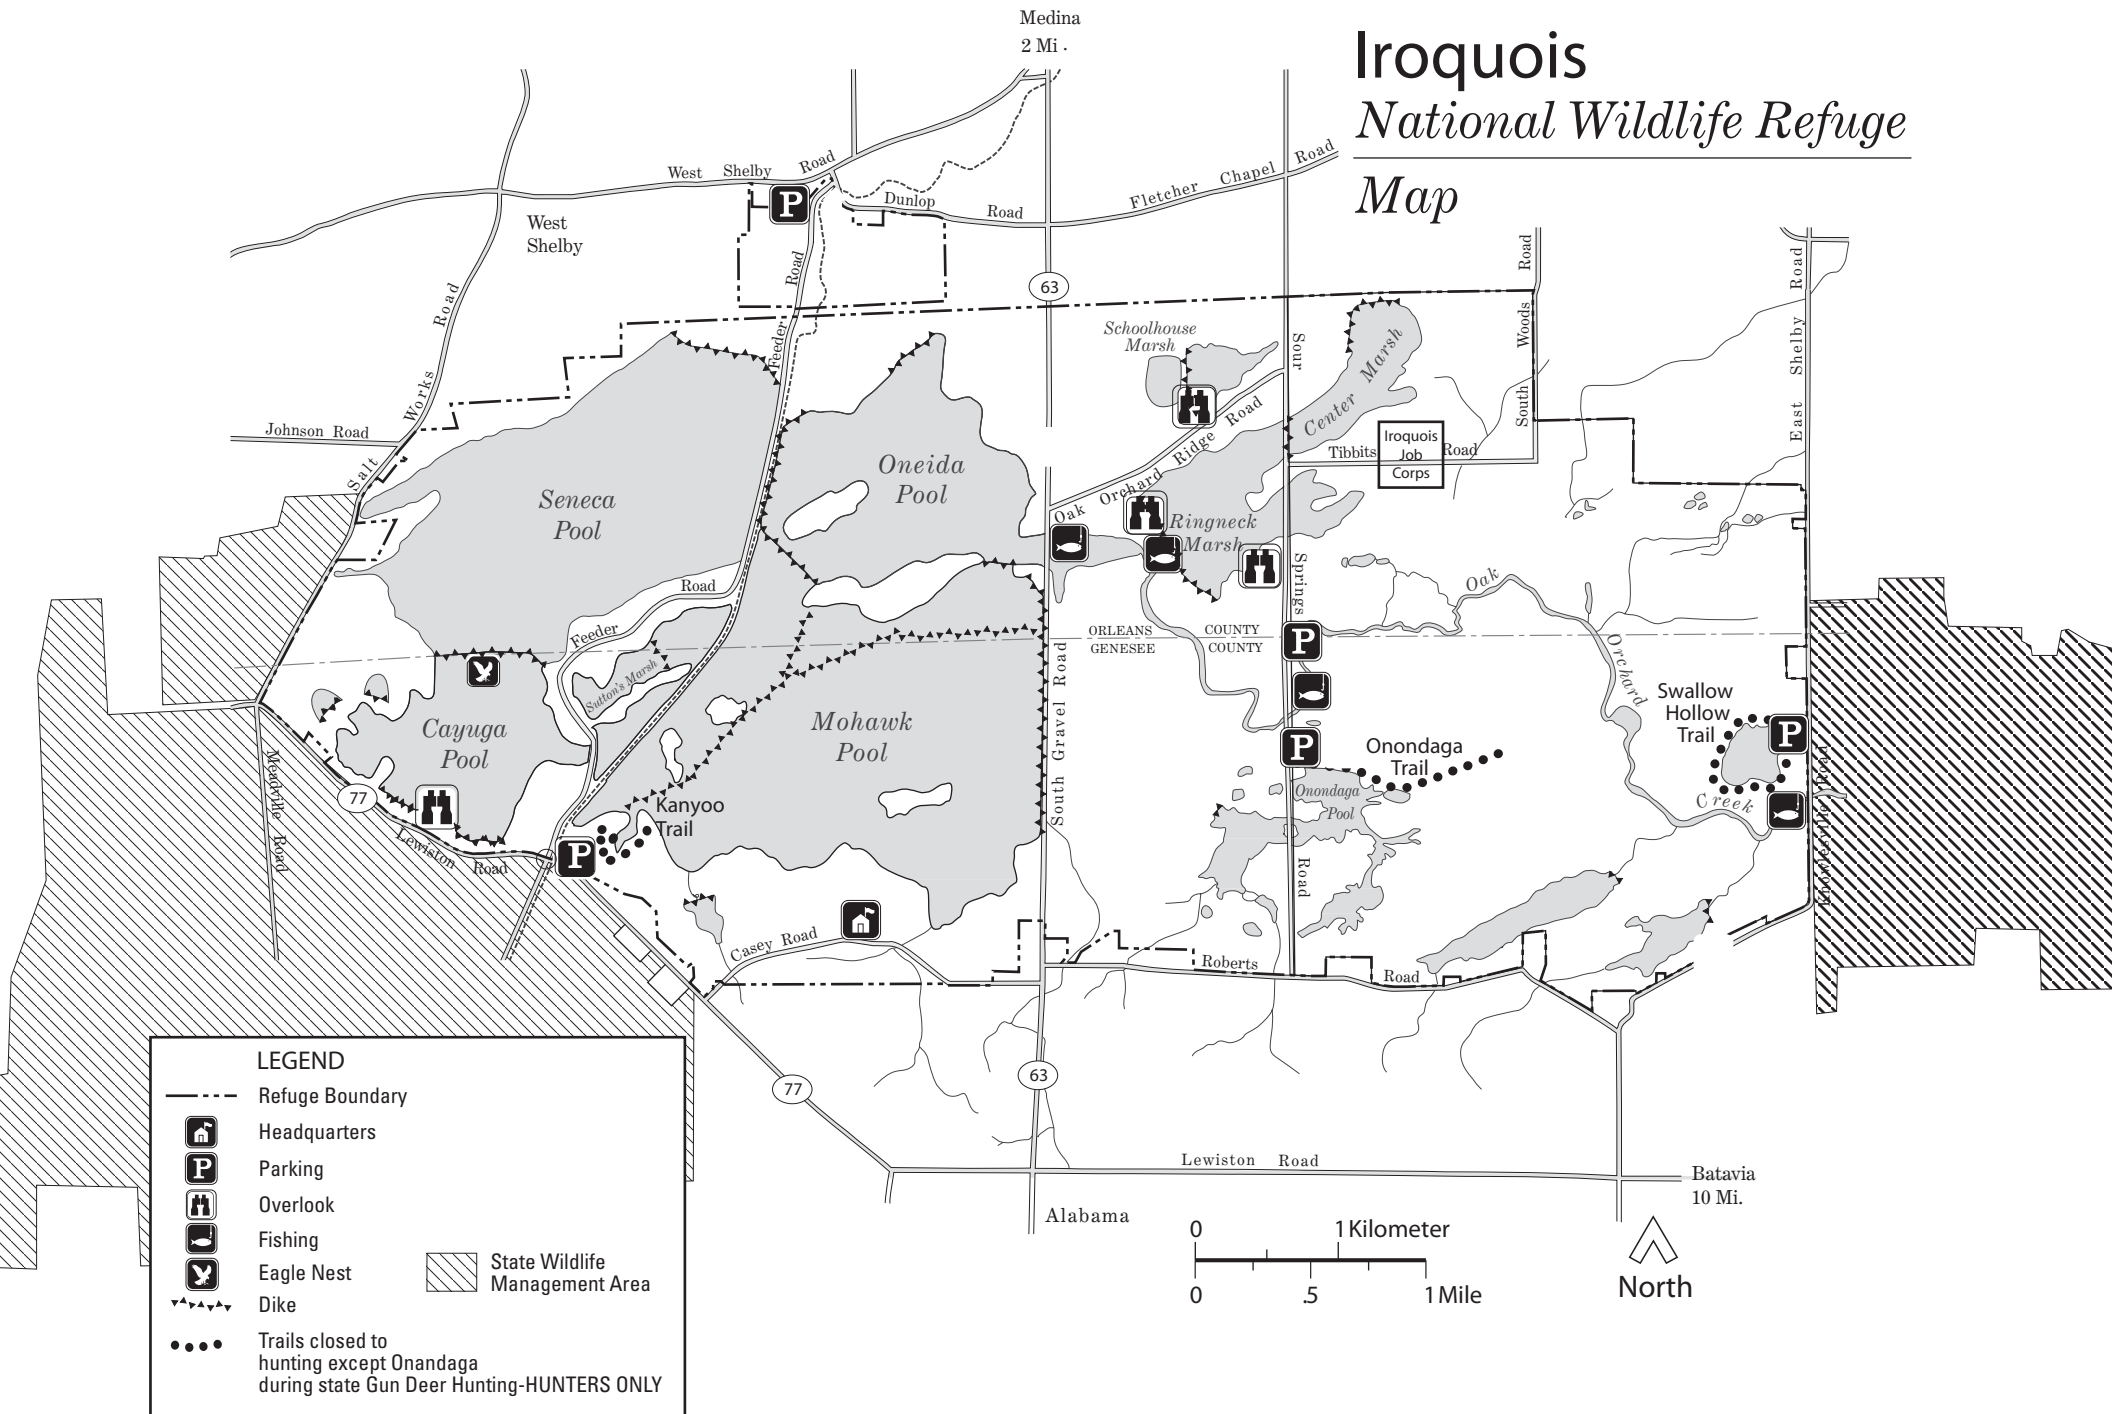 Medina
2 Mi .
Iroquois
National Wildlife Refuge
Map
West Shelby Road
P
Dunlop Road
Fletcher Chapel Road
West
Shelby
63
Feeder Road
Salt Works Road
Johnson Road
Schoolhouse
Marsh
Sour Springs Road
Center Marsh
South Woods Road
East Shelby Road
Tibbits Road
Iroquois
Job
Corps
Oak Orchard Ridge Road
Seneca
Pool
Oneida
Pool
Ringneck
Marsh
Feeder Road
Oak Orchard Creek
ORLEANS COUNTY
GENESEE COUNTY
P
Sutton's Marsh
Cayuga
Pool
Mohawk
Pool
South Gravel Road
Swallow
Hollow
Trail
P
P
Onondaga
Trail
Onondaga
Pool
Meadville Road
77
Lewiston Road
Kanyoo
Trail
P
Knowlesville Road
Casey Road
Roberts Road
77
63
Lewiston Road
Batavia
10 Mi.
Alabama
LEGEND
Refuge Boundary
Headquarters
P Parking
Overlook
Fishing
Eagle Nest
Dike
State Wildlife
Management Area
Trails closed to
hunting except Onandaga
during state Gun Deer Hunting-HUNTERS ONLY
0 1 Kilometer
0 .5 1 Mile
North